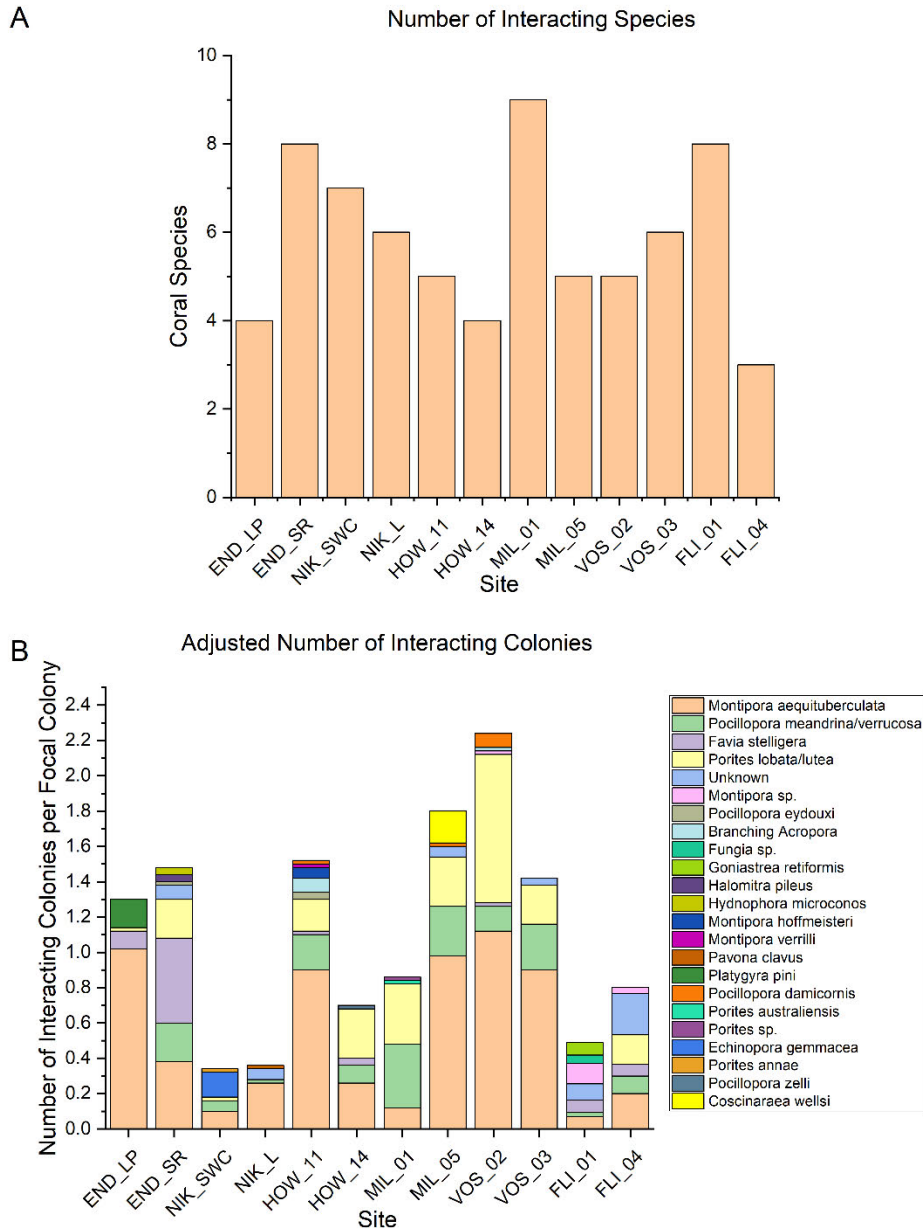 A
Number of Interacting Species
Coral Species
10
8
6
4
2
0
END_LP
END_SR
NIK_SWC
NIK_L
HOW_11
HOW_14
MIL_01
MIL_05
VOS_02
VOS_03
FLI_01
FLI_04
Site
B
Adjusted Number of Interacting Colonies
Number of Interacting Colonies per Focal Colony
2.4
2.2
2.0
1.8
1.6
1.4
1.2
1.0
0.8
0.6
0.4
0.2
0.0
END_LP
END_SR
NIK_SWC
NIK_L
HOW_11
HOW_14
MIL_01
MIL_05
VOS_02
VOS_03
FLI_01
FLI_04
Site
Montipora aequituberculata
Pocillopora meandrina/verrucosa
Favia stelligera
Porites lobata/lutea
Unknown
Montipora sp.
Pocillopora eydouxi
Branching Acropora
Fungia sp.
Goniastrea retiformis
Halomitra pileus
Hydnophora microconos
Montipora hoffmeisteri
Montipora verrilli
Pavona clavus
Platygyra pini
Pocillopora damicornis
Porites australiensis
Porites sp.
Echinopora gemmacea
Porites annae
Pocillopora zelli
Coscinaraea wellsi